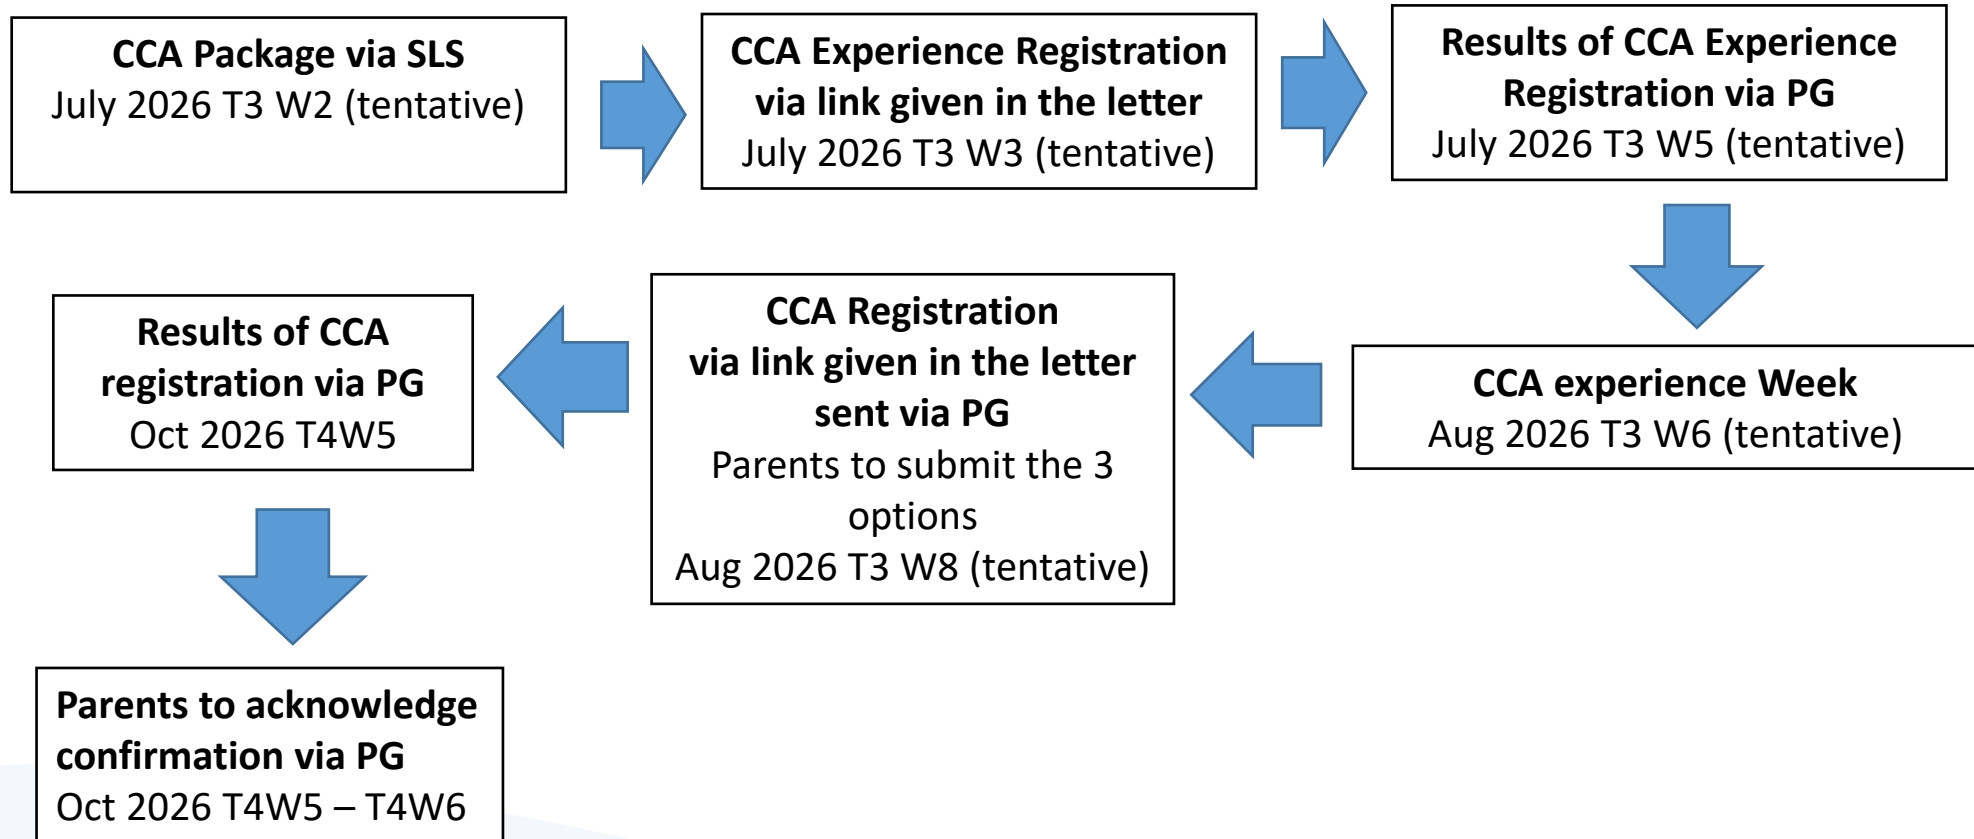 CCA Package via SLS
July 2026 T3 W2 (tentative)
CCA Experience Registration
via link given in the letter
July 2026 T3 W3 (tentative)
Results of CCA Experience
Registration via PG
July 2026 T3 W5 (tentative)
CCA experience Week
Aug 2026 T3 W6 (tentative)
CCA Registration
via link given in the letter
sent via PG
Parents to submit the 3
options
Aug 2026 T3 W8 (tentative)
Results of CCA
registration via PG
Oct 2026 T4W5
Parents to acknowledge
confirmation via PG
Oct 2026 T4W5 – T4W6